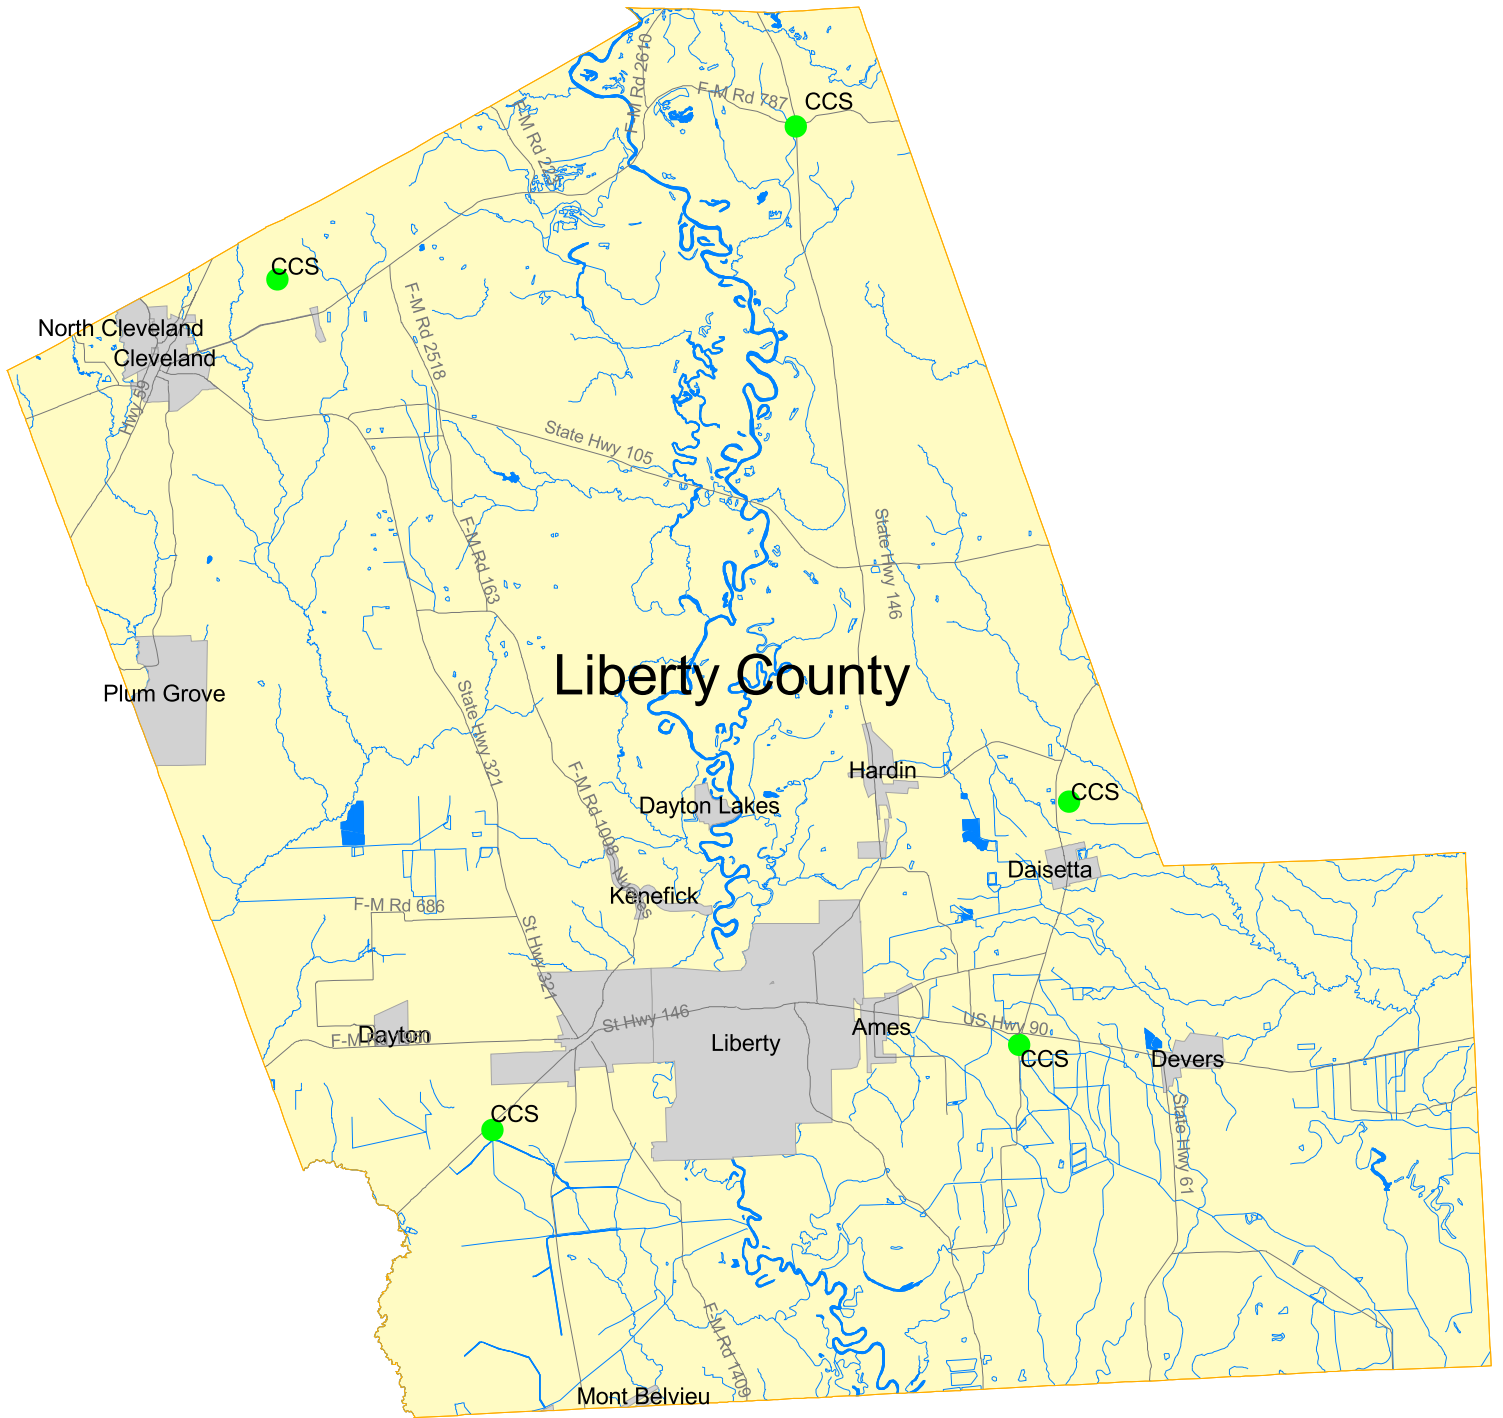 F-M Rd 2610
F-M Rd 787
CCS
F-M Rd 22
CCS
North Cleveland
Cleveland
Hwy 59
F-M Rd 2518
State Hwy 105
F-M Rd 163
State Hwy 146
Liberty County
Plum Grove
State Hwy 321
Hardin
F-M Rd 1008
CCS
Dayton Lakes
Daisetta
Kenefick
F-M Rd 686
St Hwy 321
St Hwy 146
US Hwy 90
Ames
Dayton
F-M Rd
Liberty
CCS
Devers
CCS
State Hwy 61
F-M Rd 1409
Mont Belvieu